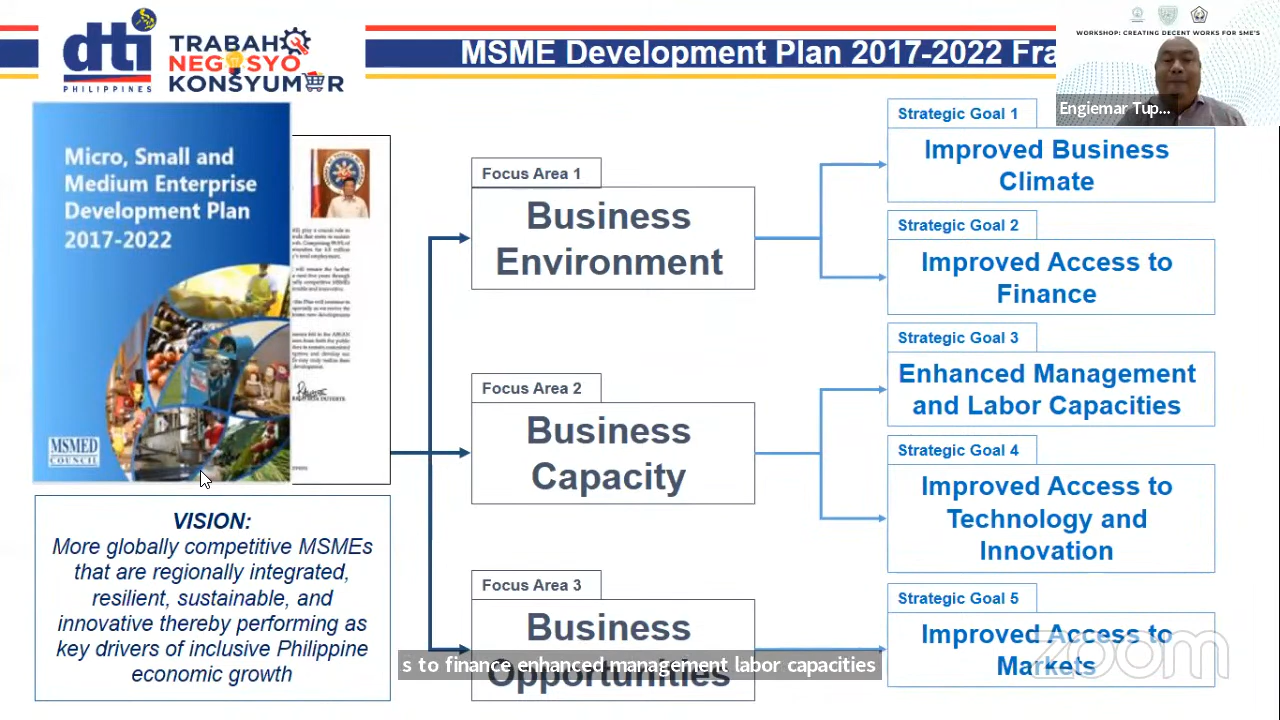 dti
PHILIPPINES
TRABAHO
NEGOSYO
KONSYUMER
MSME Development Plan 2017-2022 Fra
WORKSHOP: CREATING DECENT WORKS FOR SME'S
Engiemar Tup...
Micro, Small and
Medium Enterprise
Development Plan
2017-2022
MSMED
COUNCIL
VISION:
More globally competitive MSMEs
that are regionally integrated,
resilient, sustainable, and
innovative thereby performing as
key drivers of inclusive Philippine
economic growth
Focus Area 1
Business
Environment
Focus Area 2
Business
Capacity
Focus Area 3
Business
Opportunities
Strategic Goal 1
Improved Business
Climate
Strategic Goal 2
Improved Access to
Finance
Strategic Goal 3
Enhanced Management
and Labor Capacities
Strategic Goal 4
Improved Access to
Technology and
Innovation
Strategic Goal 5
Improved Access to
Markets
s to finance enhanced management labor capacities
zoom